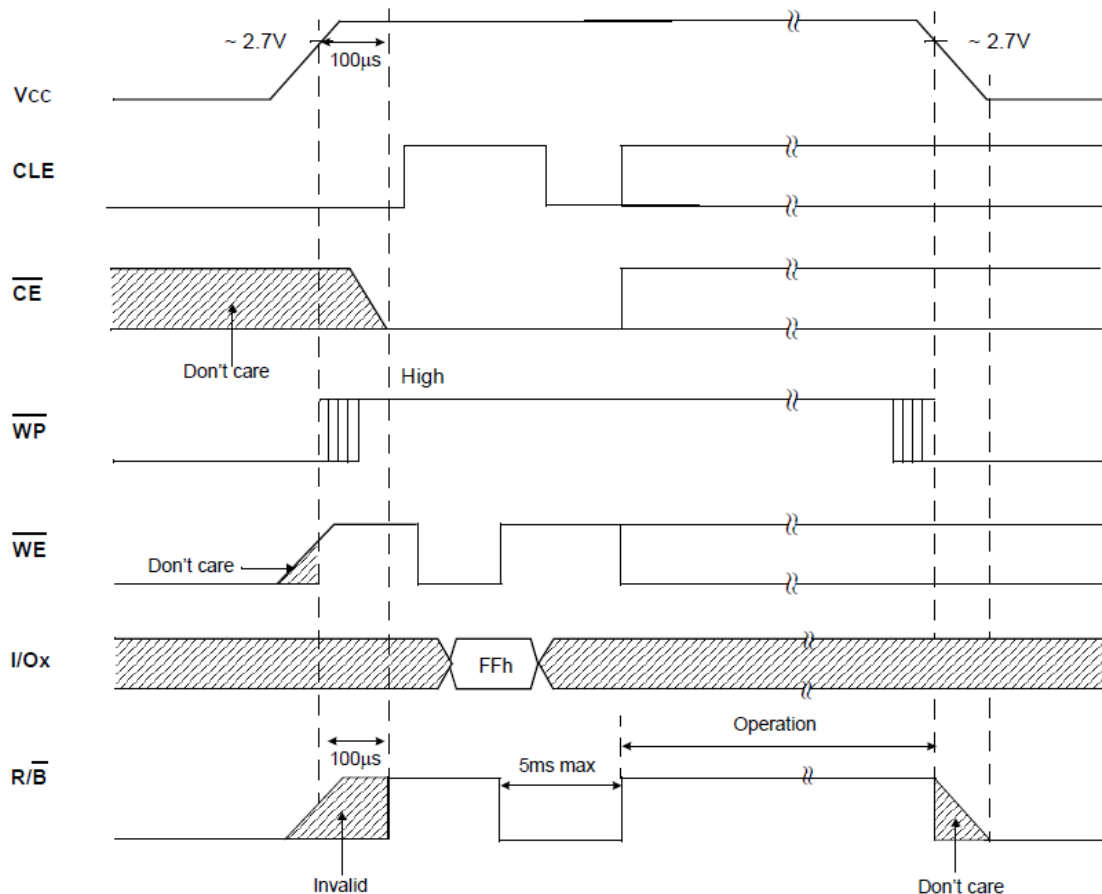 ~ 2.7V
~ 2.7V
100μs
Vcc
CLE
CE
Don't care
High
WP
WE
Don't care
I/Ox
FFh
Operation
100μs
5ms max
R/B
Invalid
Don't care